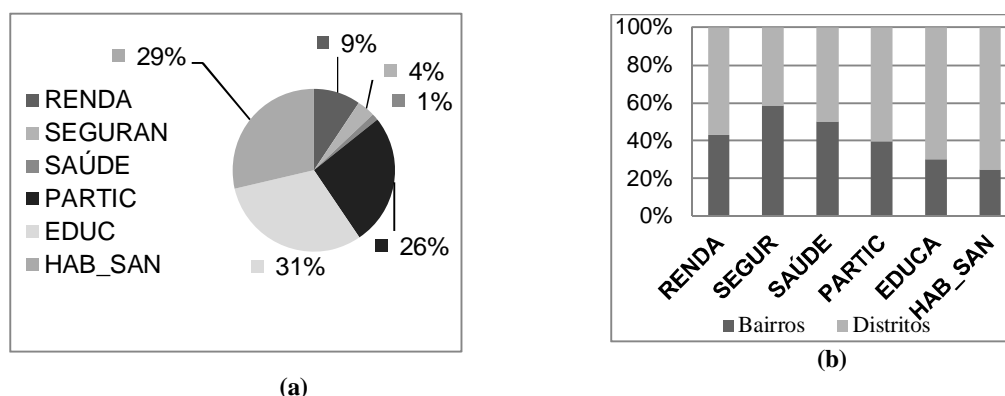 29%
9%
4%
1%
RENDA
SEGURAN
SAÚDE
PARTIC
EDUC
HAB_SAN
26%
31%
(a)
100%
80%
60%
40%
20%
0%
RENDA
SEGUR
SAÚDE
PARTIC
EDUCA
HAB_SAN
Bairros Distritos
(b)